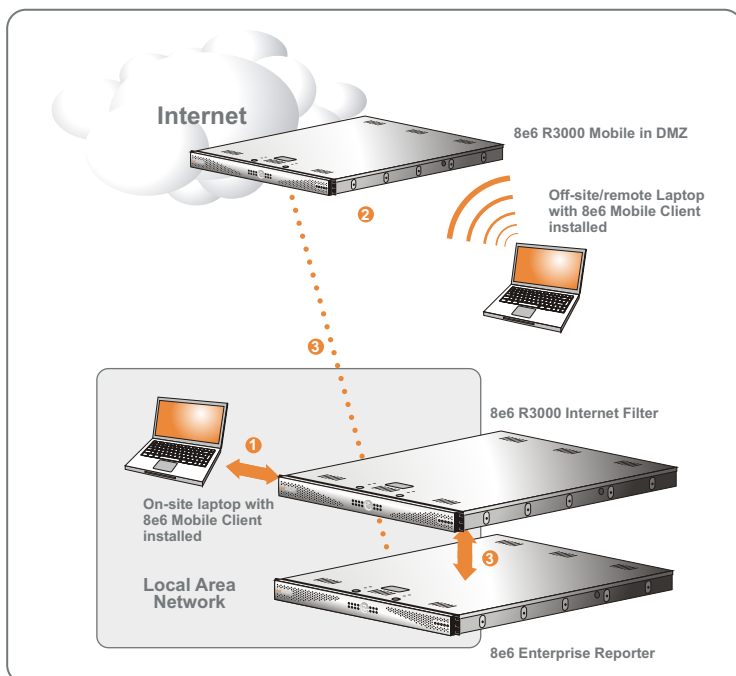 Internet
8e6 R3000 Mobile in DMZ
Off-site/remote Laptop
with 8e6 Mobile Client
installed
2
3
8e6 R3000 Internet Filter
1
On-site laptop with
8e6 Mobile Client
installed
3
Local Area
Network
8e6 Enterprise Reporter